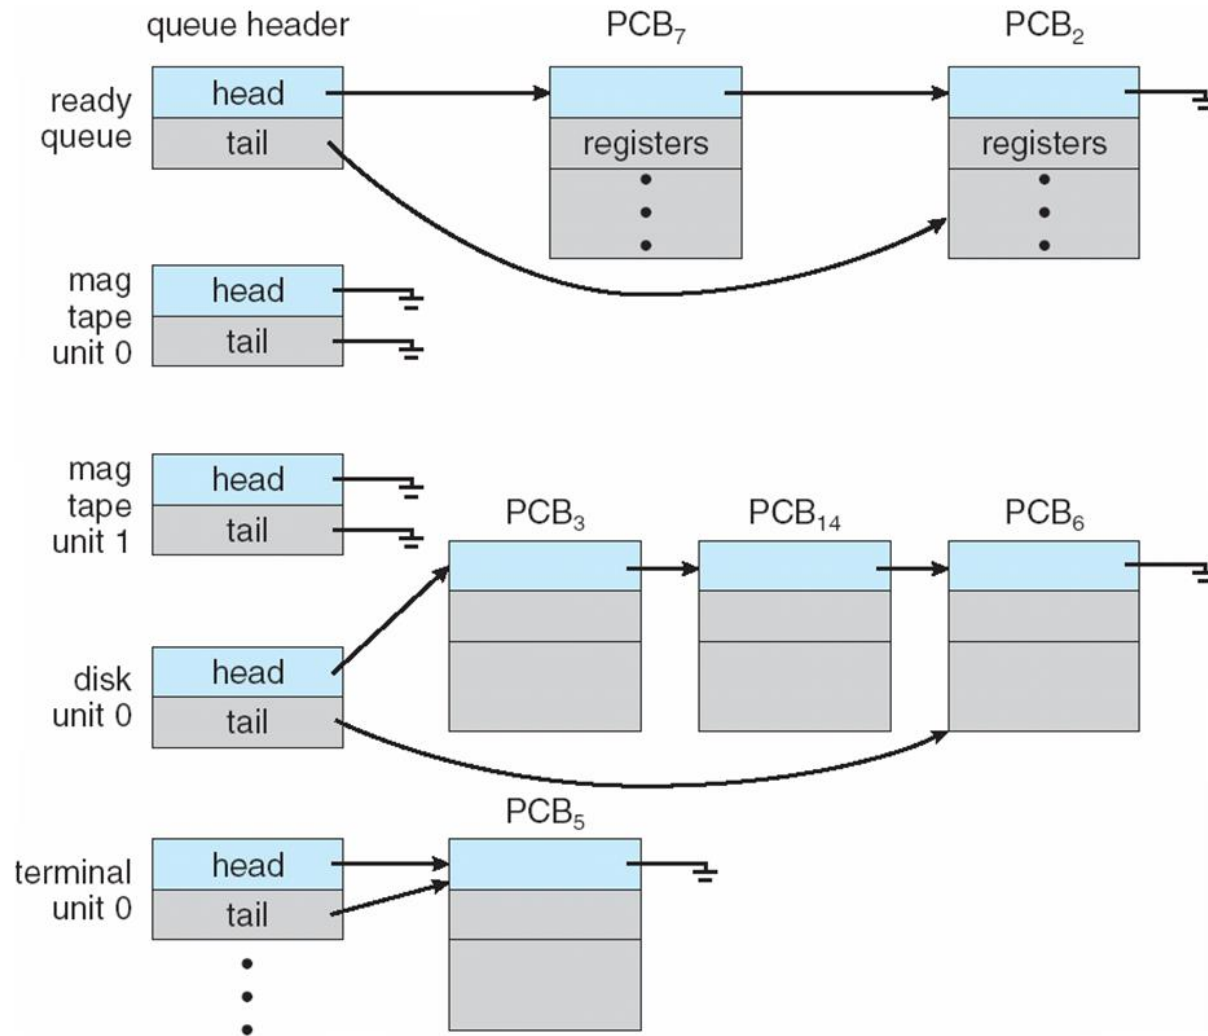 queue header
PCB₇
PCB₂
ready
queue
head
tail
registers
registers
mag
tape
unit 0
head
tail
mag
tape
unit 1
head
tail
PCB₃
PCB₁₄
PCB₆
disk
unit 0
head
tail
PCB₅
terminal
unit 0
head
tail